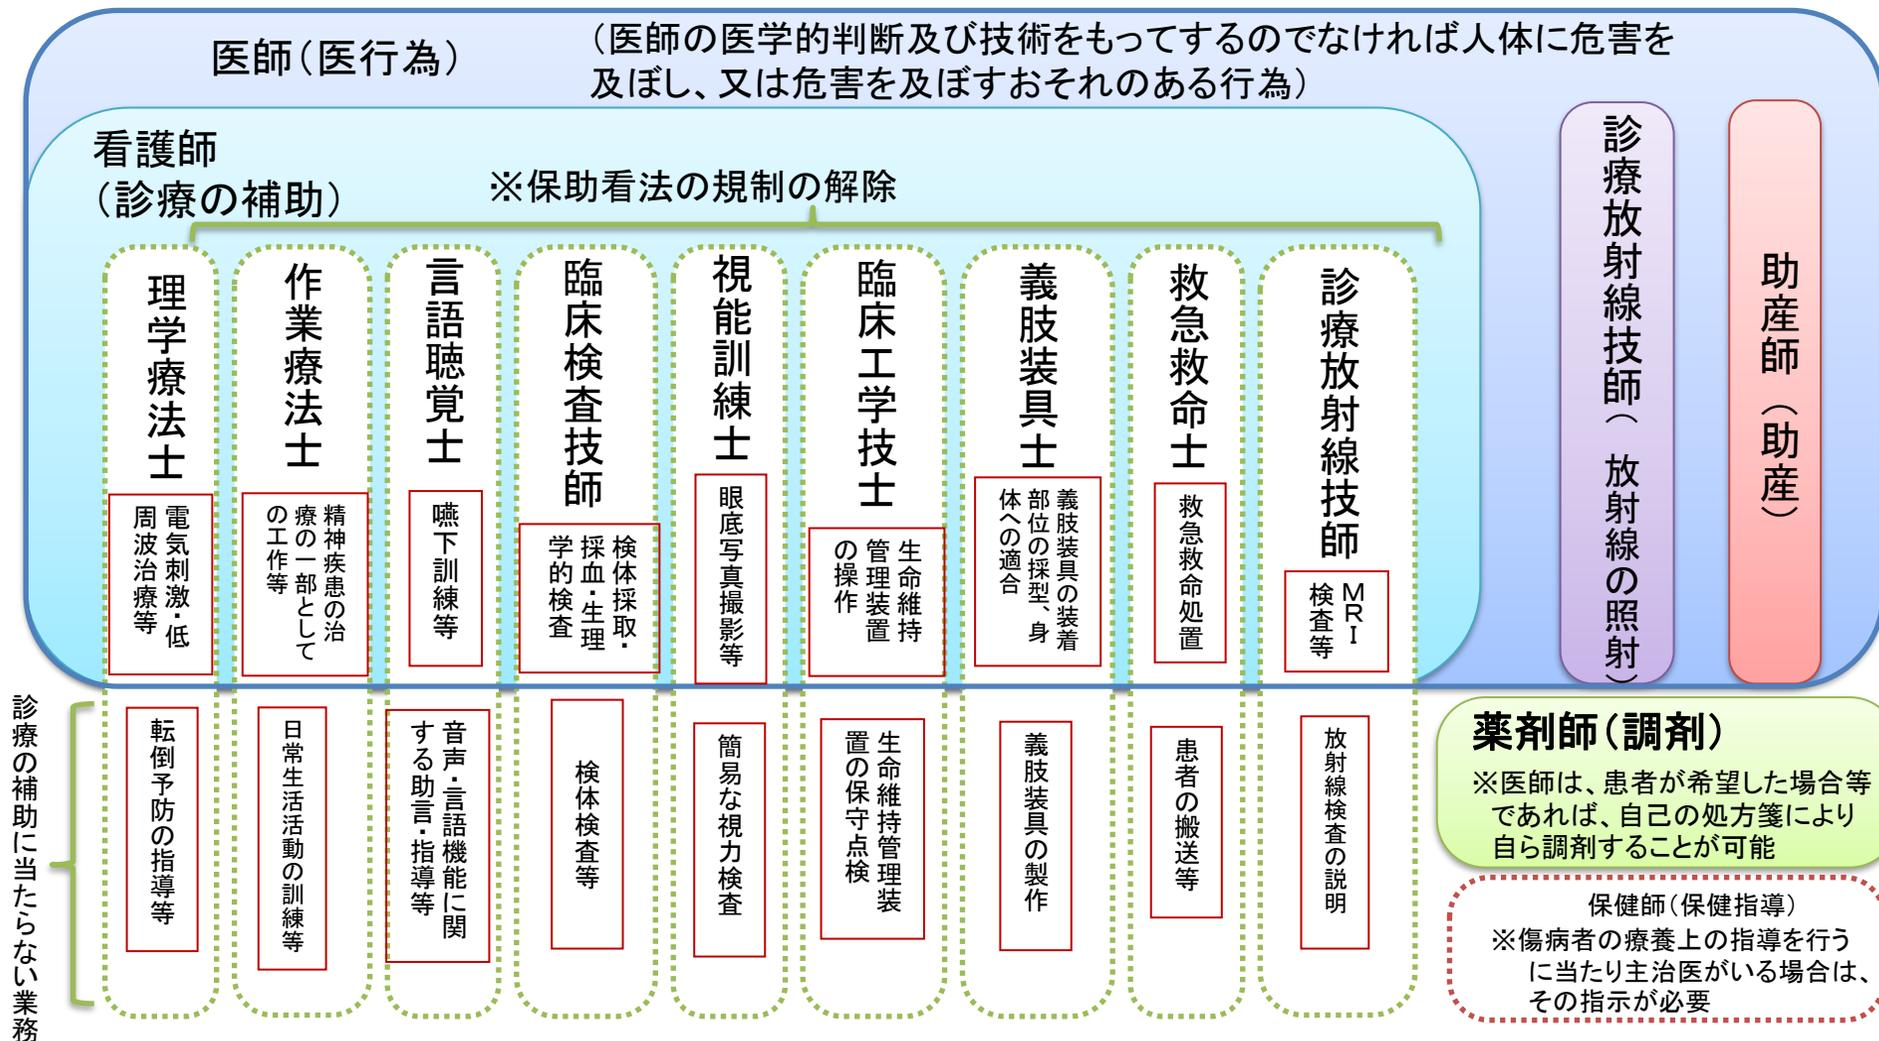 医師(医行為)
(医師の医学的判断及び技術をもってするのでなければ人体に危害を
及ぼし、又は危害を及ぼすおそれのある行為)
看護師
(診療の補助)
※保助看法の規制の解除
理学療法士
電気刺激・低
周波治療等
作業療法士
精神疾患の治
療の一部として
の工作等
言語聴覚士
嚥下訓練等
臨床検査技師
検体採取・
採血・生理
学的検査
視能訓練士
眼底写真撮影等
臨床工学技士
生命維持
管理装置
の操作
義肢装具士
義肢装具の装着
部位の採型、身
体への適合
救急救命士
救急救命処置
診療放射線技師
MRI
検査等
診療放射線技師(放射線の照射)
助産師(助産)
診療の補助に当たらない業務
転倒予防の指導等
日常生活活動の訓練等
音声・言語機能に関
する助言・指導等
検体検査等
簡易な視力検査
生命維持管理装
置の保守点検
義肢装具の製作
患者の搬送等
放射線検査の説明
薬剤師(調剤)
※医師は、患者が希望した場合等
であれば、自己の処方箋により
自ら調剤することが可能
保健師(保健指導)
※傷病者の療養上の指導を行う
に当たり主治医がいる場合は、
その指示が必要